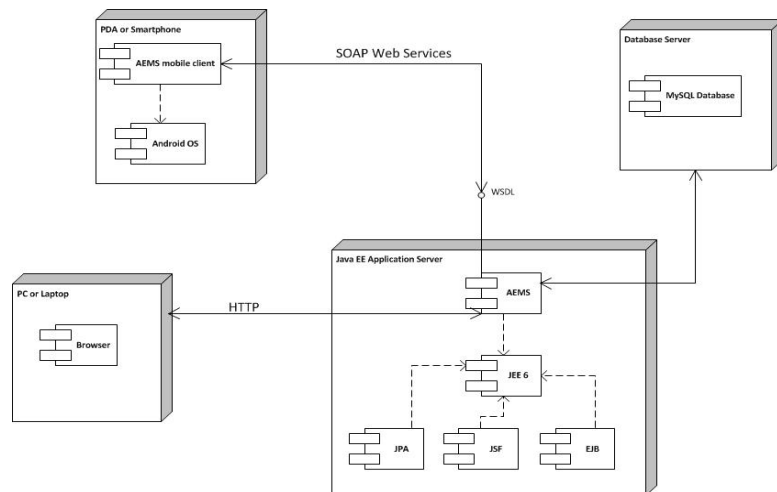 PDA or Smartphone
AEMS mobile client
Android OS
SOAP Web Services
WSDL
Database Server
MySQL Database
PC or Laptop
Browser
HTTP
Java EE Application Server
AEMS
JEE 6
JPA
JSF
EJB